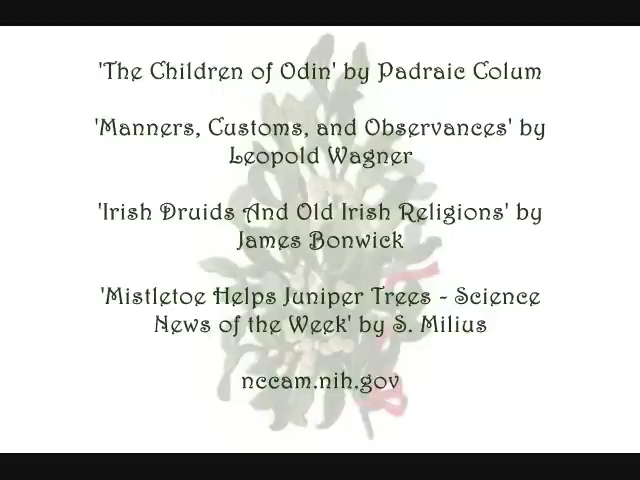 'The Children of Odin' by Padraic Colum
'Manners, Customs, and Observances' by
Leopold Wagner
'Irish Druids And Old Irish Religions' by
James Bonwick
'Mistletoe Helps Juniper Trees - Science
News of the Week' by S. Milius
nccam.nih.gov